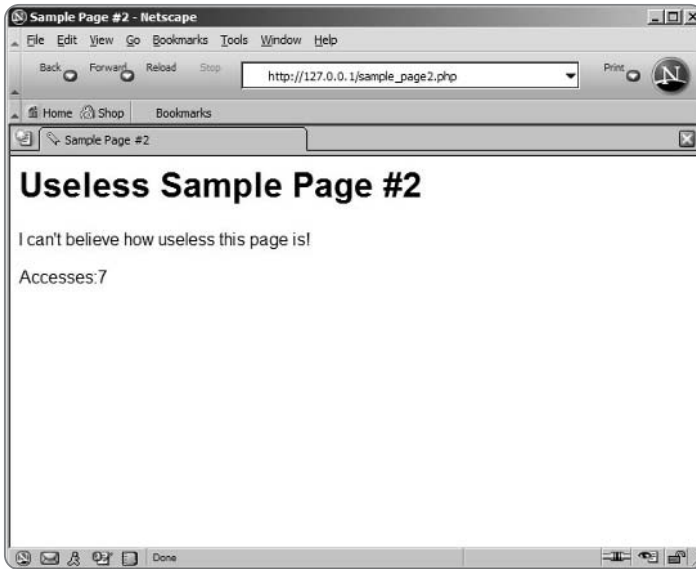 Sample Page #2 - Netscape
File Edit View Go Bookmarks Tools Window Help
Back Forward Reload Stop http://127.0.0.1/sample_page2.php Print N
Home Shop Bookmarks
Sample Page #2
Useless Sample Page #2
I can't believe how useless this page is!
Accesses:7
Done